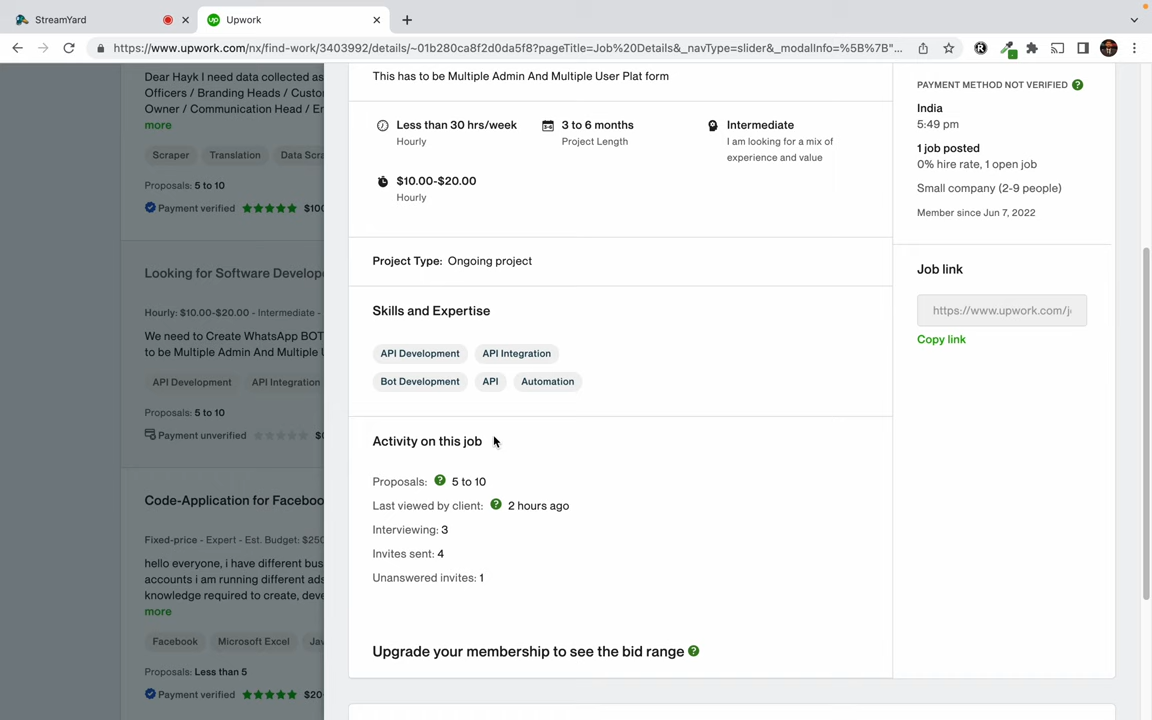 StreamYard
up Upwork
https://www.upwork.com/nx/find-work/3403992/details/~01b280ca8f2d0da5f8?pageTitle=Job%20Details&_navType=slider&_modalInfo=%5B%7B"...
Dear Hayk I need data collected as
Officers / Branding Heads / Custo
Owner / Communication Head / E
more
Scraper Translation Data Scra
Proposals: 5 to 10
Payment verified $100
Looking for Software Develope
Hourly: $10.00-$20.00 - Intermediate -
We need to Create WhatsApp BOT
to be Multiple Admin And Multiple U
API Development API Integration
Proposals: 5 to 10
Payment unverified $0
Code-Application for Faceboo
Fixed-price - Expert - Est. Budget: $250
hello everyone, i have different bus
accounts i am running different ads
knowledge required to create, deve
more
Facebook Microsoft Excel Jav
Proposals: Less than 5
Payment verified $20
This has to be Multiple Admin And Multiple User Plat form
Less than 30 hrs/week
Hourly
3 to 6 months
Project Length
Intermediate
I am looking for a mix of
experience and value
$10.00-$20.00
Hourly
Project Type: Ongoing project
Skills and Expertise
API Development API Integration
Bot Development API Automation
Activity on this job
Proposals: ? 5 to 10
Last viewed by client: ? 2 hours ago
Interviewing: 3
Invites sent: 4
Unanswered invites: 1
Upgrade your membership to see the bid range ?
PAYMENT METHOD NOT VERIFIED ?
India
5:49 pm
1 job posted
0% hire rate, 1 open job
Small company (2-9 people)
Member since Jun 7, 2022
Job link
https://www.upwork.com/j
Copy link